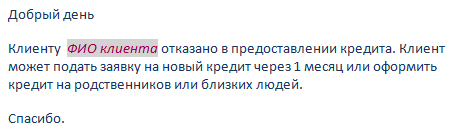 Добрый день
Клиенту ФИО клиента отказано в предоставлении кредита. Клиент
может подать заявку на новый кредит через 1 месяц или оформить
кредит на родственников или близких людей.
Спасибо.